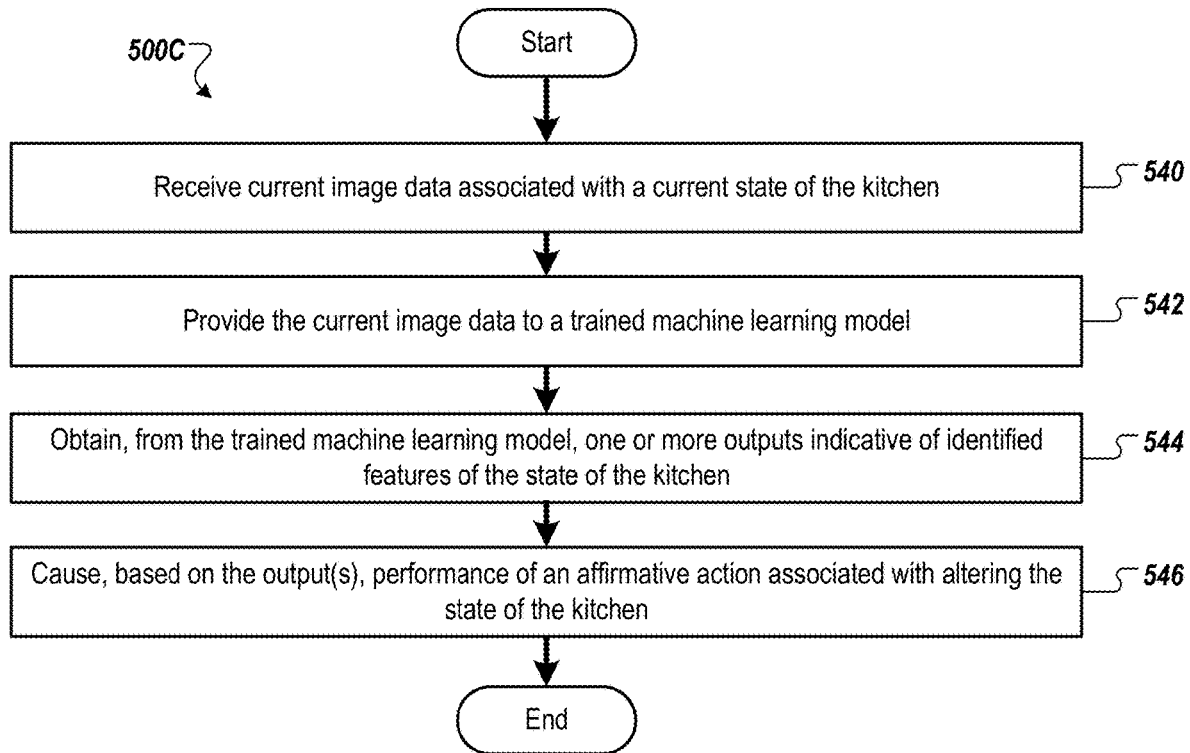 500C
Start
Receive current image data associated with a current state of the kitchen
540
Provide the current image data to a trained machine learning model
542
Obtain, from the trained machine learning model, one or more outputs indicative of identified
features of the state of the kitchen
544
Cause, based on the output(s), performance of an affirmative action associated with altering the
state of the kitchen
546
End